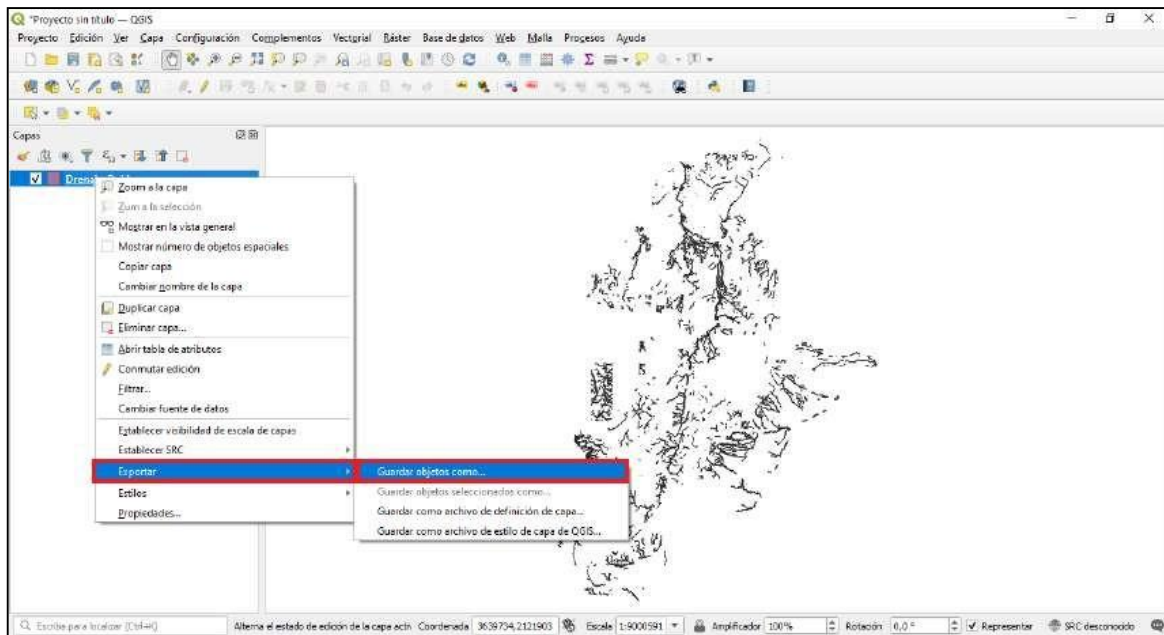 *Proyecto sin título — QGIS
Proyecto Edición Ver Capa Configuración Complementos Vectorial Ráster Base de datos Web Malla Procesos Ayuda
Capas
Zoom a la capa
Zum a la selección
Mostrar en la vista general
Mostrar número de objetos espaciales
Copiar capa
Cambiar nombre de la capa
Duplicar capa
Eliminar capa...
Abrir tabla de atributos
Conmutar edición
Filtrar...
Cambiar fuente de datos
Establecer visibilidad de escala de capas
Establecer SRC
Exportar
Guardar objetos como...
Estilos
Guardar objetos seleccionados como...
Propiedades...
Guardar como archivo de definición de capa...
Guardar como archivo de estilo de capa de QGIS...
Escriba para localizar (Ctrl+K)
Alterna el estado de edición de la capa acti
Coordenada 3639734,2121903
Escala 1:9000591
Amplificador 100%
Rotación 0,0 °
Representar
SRC desconocido